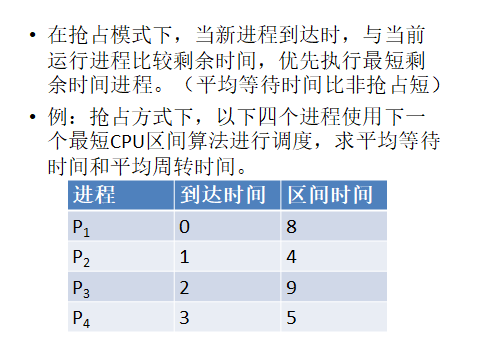 • 在抢占模式下，当新进程到达时，与当前
运行进程比较剩余时间，优先执行最短剩
余时间进程。（平均等待时间比非抢占短）
• 例：抢占方式下，以下四个进程使用下一
个最短CPU区间算法进行调度，求平均等待
时间和平均周转时间。
进程 到达时间 区间时间
P₁ 0 8
P₂ 1 4
P₃ 2 9
P₄ 3 5